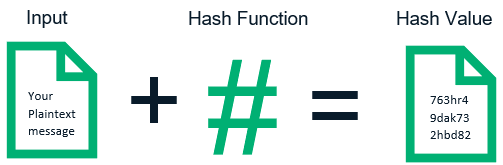 Input
Hash Function
Hash Value
Your
Plaintext
message
+
#
=
763hr4
9dak73
2hbd82